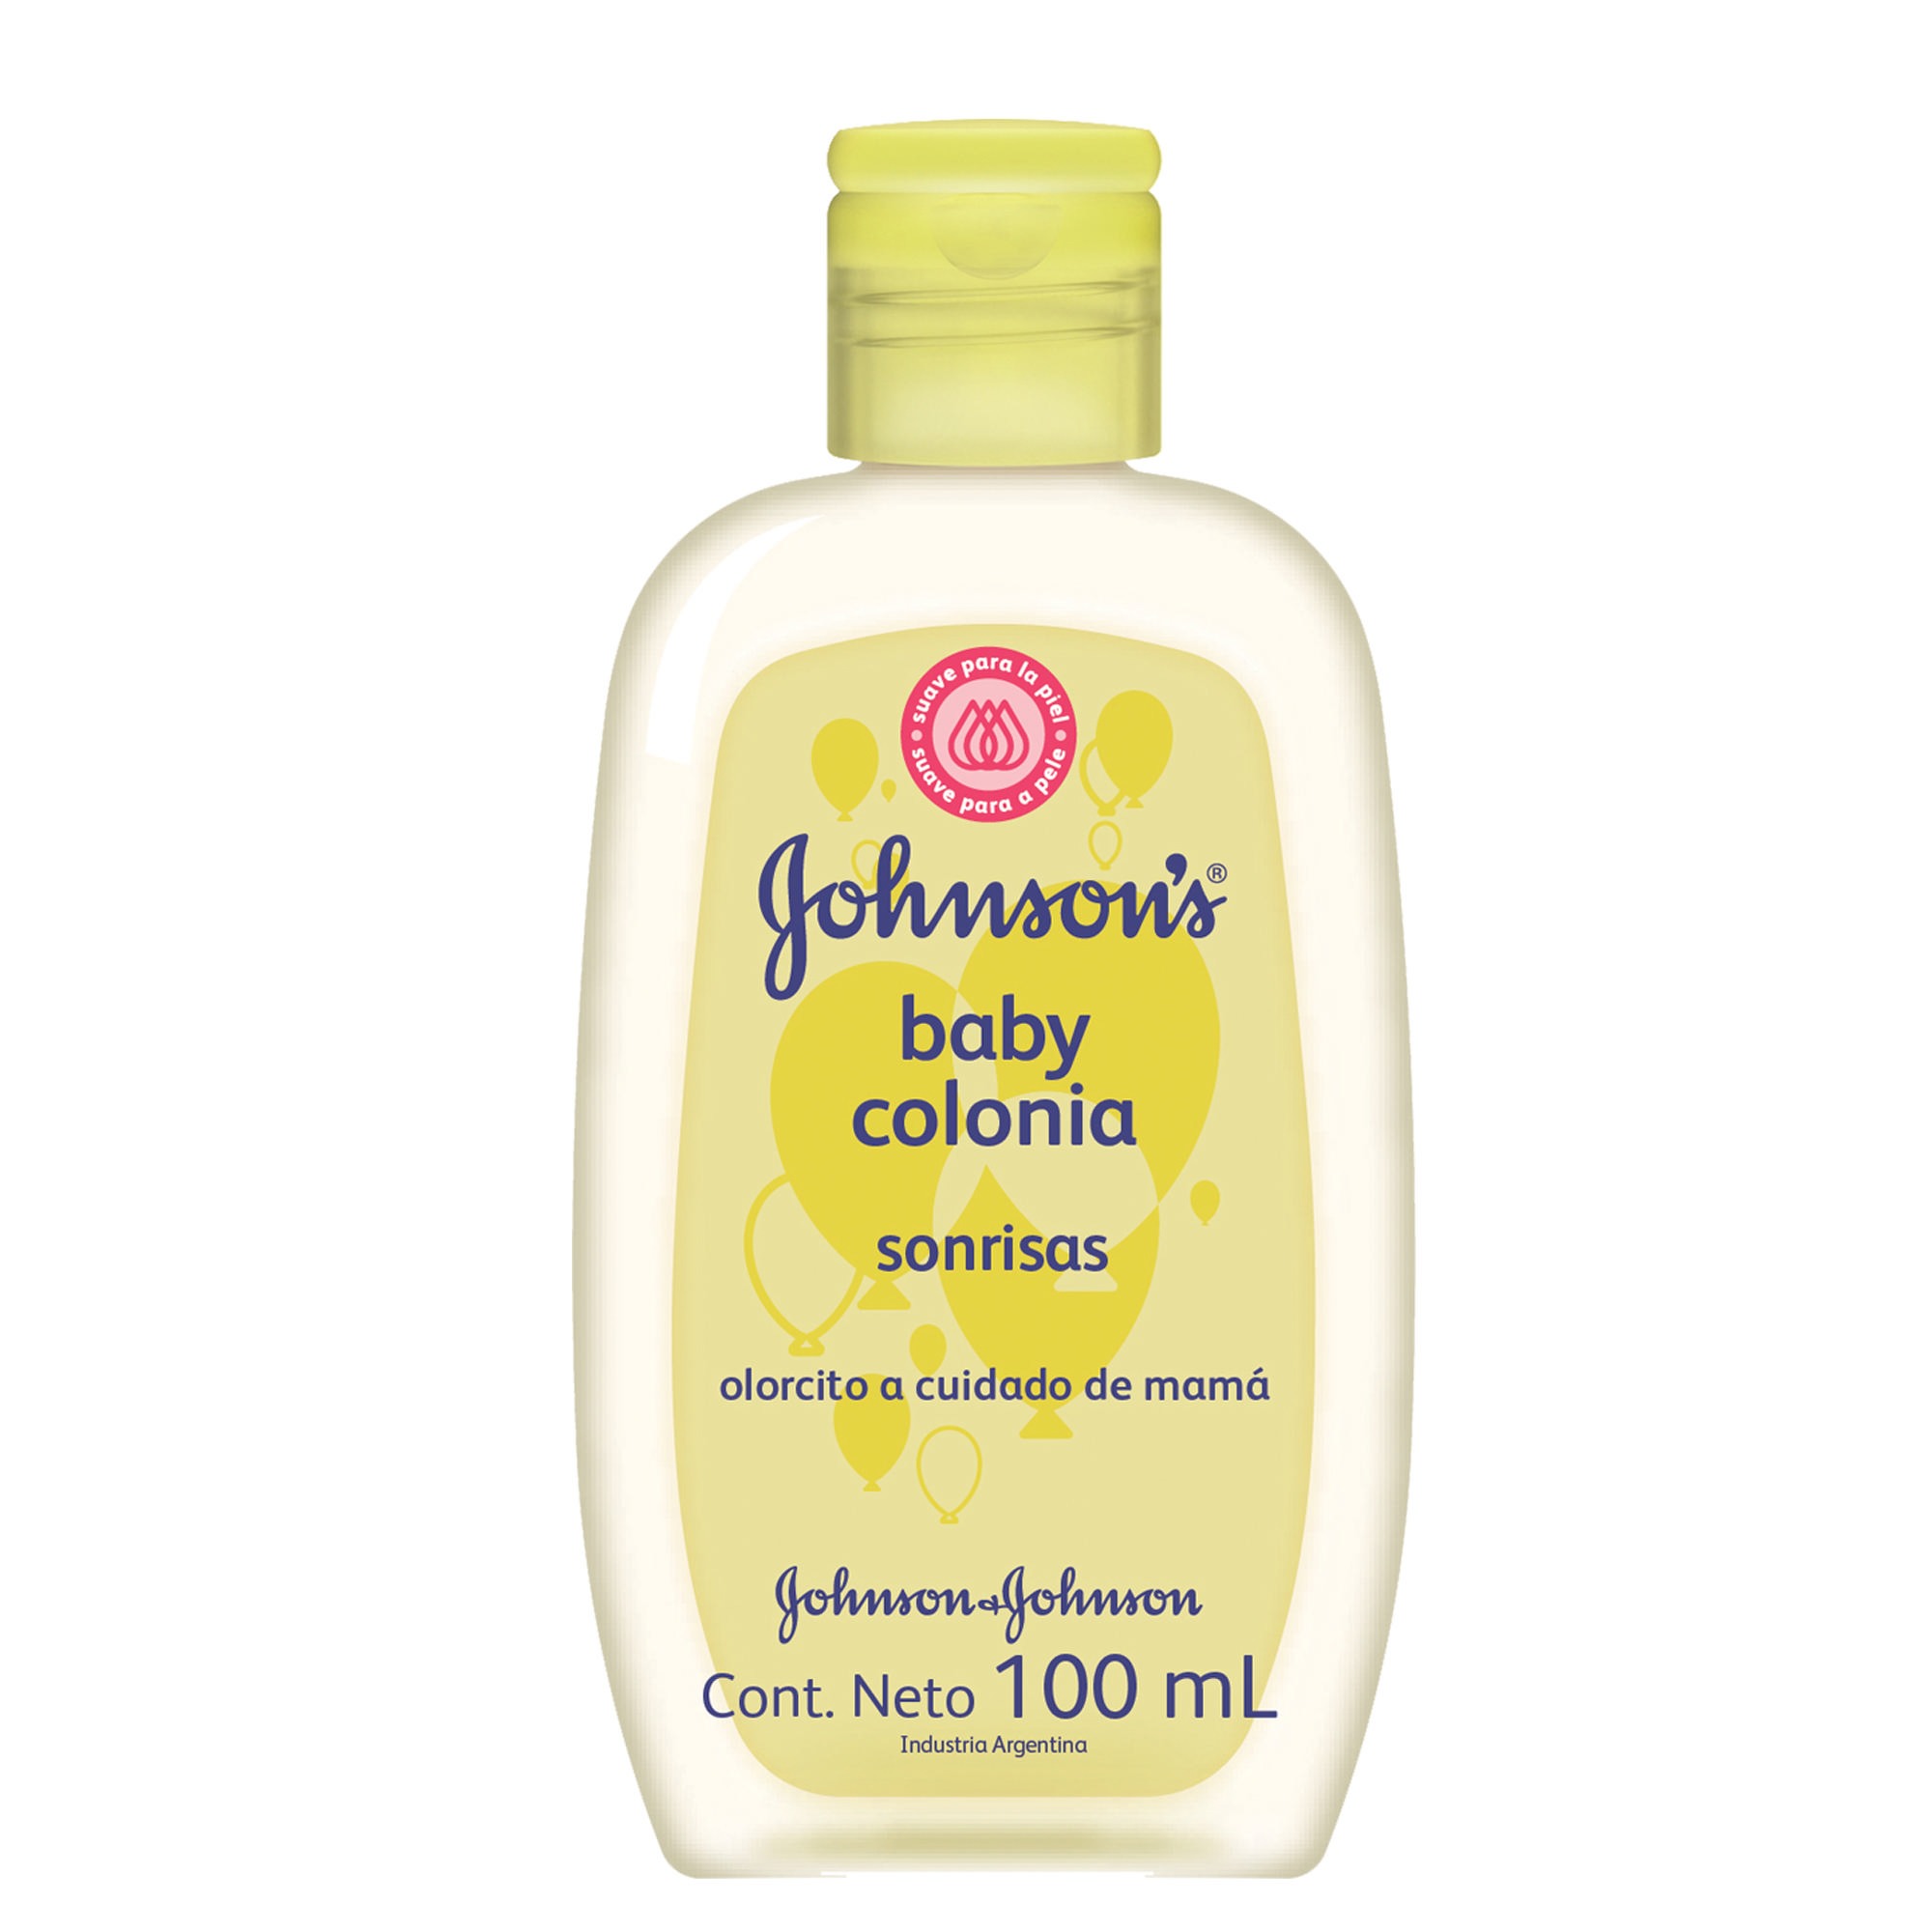 suave para la piel
suave para a pele
Johnson's®
baby
colonia
sonrisas
olorcito a cuidado de mamá
Johnson & Johnson
Cont. Neto 100 mL
Industria Argentina